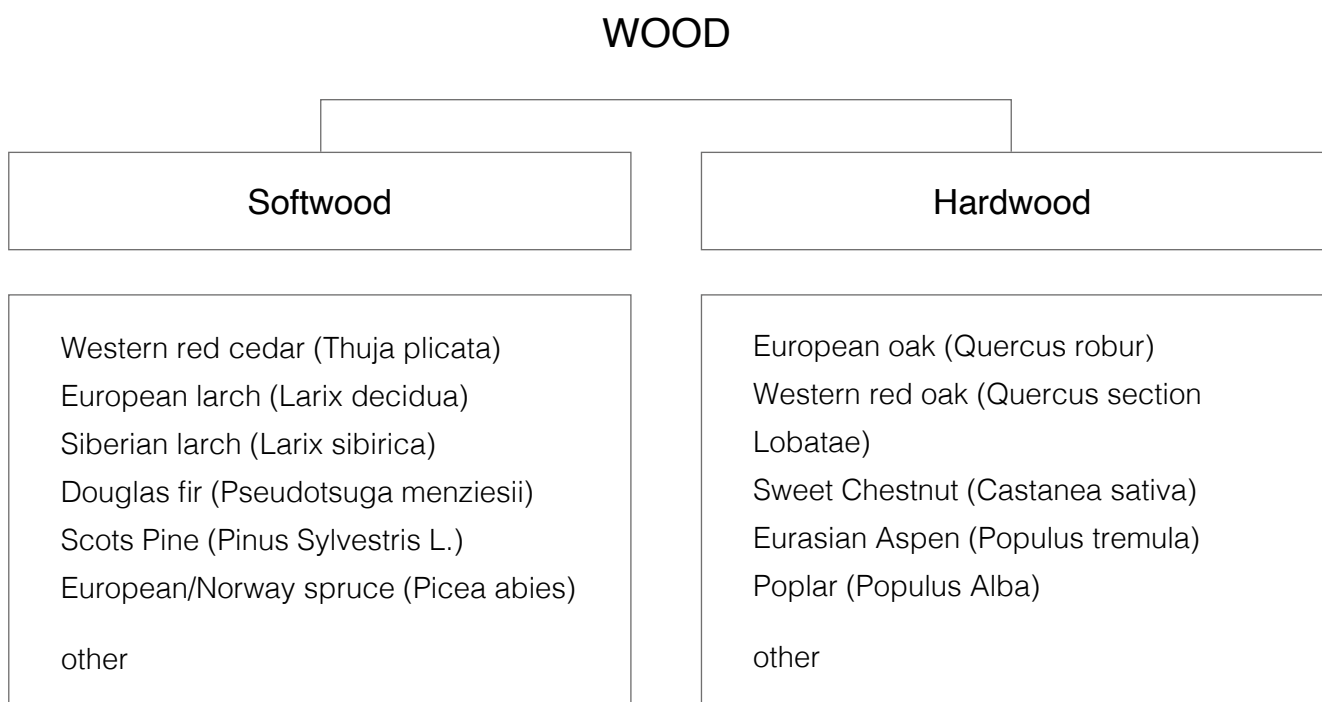 WOOD
Softwood
Hardwood
Western red cedar (Thuja plicata)
European larch (Larix decidua)
Siberian larch (Larix sibirica)
Douglas fir (Pseudotsuga menziesii)
Scots Pine (Pinus Sylvestris L.)
European/Norway spruce (Picea abies)
other
European oak (Quercus robur)
Western red oak (Quercus section
Lobatae)
Sweet Chestnut (Castanea sativa)
Eurasian Aspen (Populus tremula)
Poplar (Populus Alba)
other